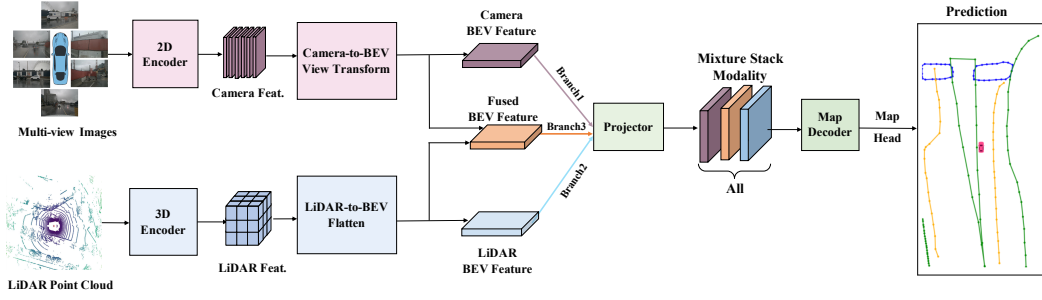 Multi-view Images
2D
Encoder
Camera Feat.
Camera-to-BEV
View Transform
Camera
BEV Feature
Fused
BEV Feature
Branch1
Branch3
Branch2
LiDAR Point Cloud
3D
Encoder
LiDAR Feat.
LiDAR-to-BEV
Flatten
LiDAR
BEV Feature
Projector
Mixture Stack
Modality
All
Map
Decoder
Map
Head
Prediction